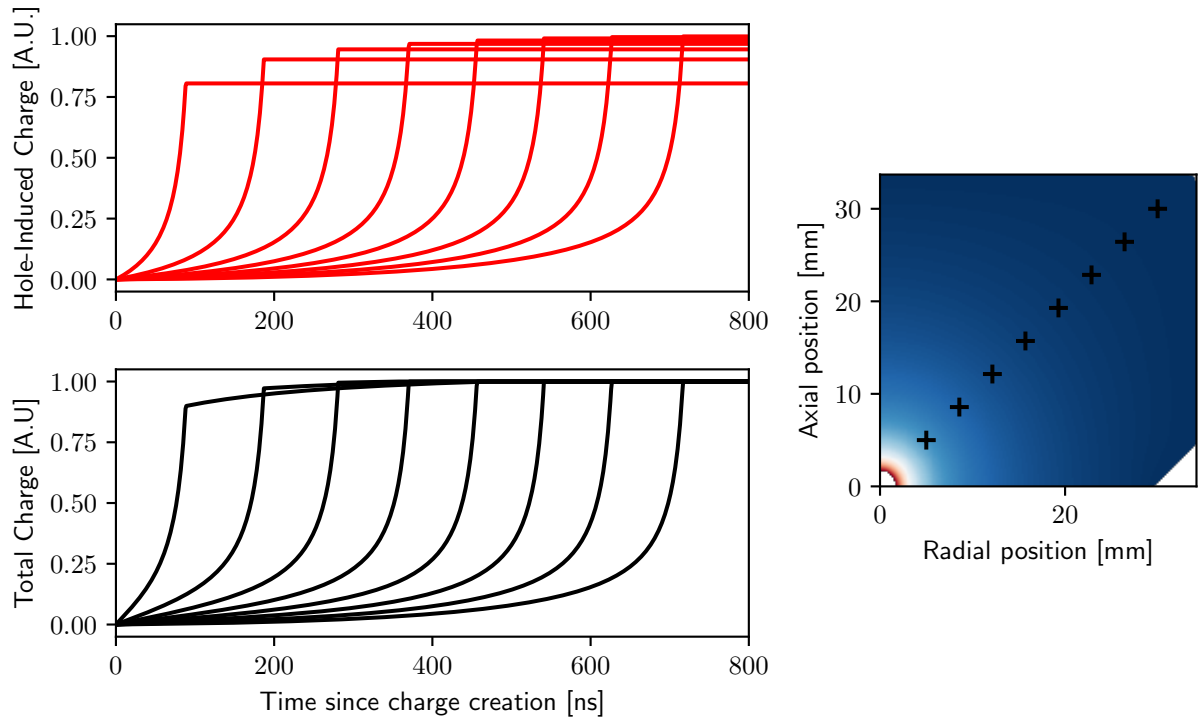 Hole-Induced Charge [A.U.]
1.00
0.75
0.50
0.25
0.00
0 200 400 600 800
Total Charge [A.U]
1.00
0.75
0.50
0.25
0.00
0 200 400 600 800
Time since charge creation [ns]
Axial position [mm]
30
20
10
0
0 20
Radial position [mm]